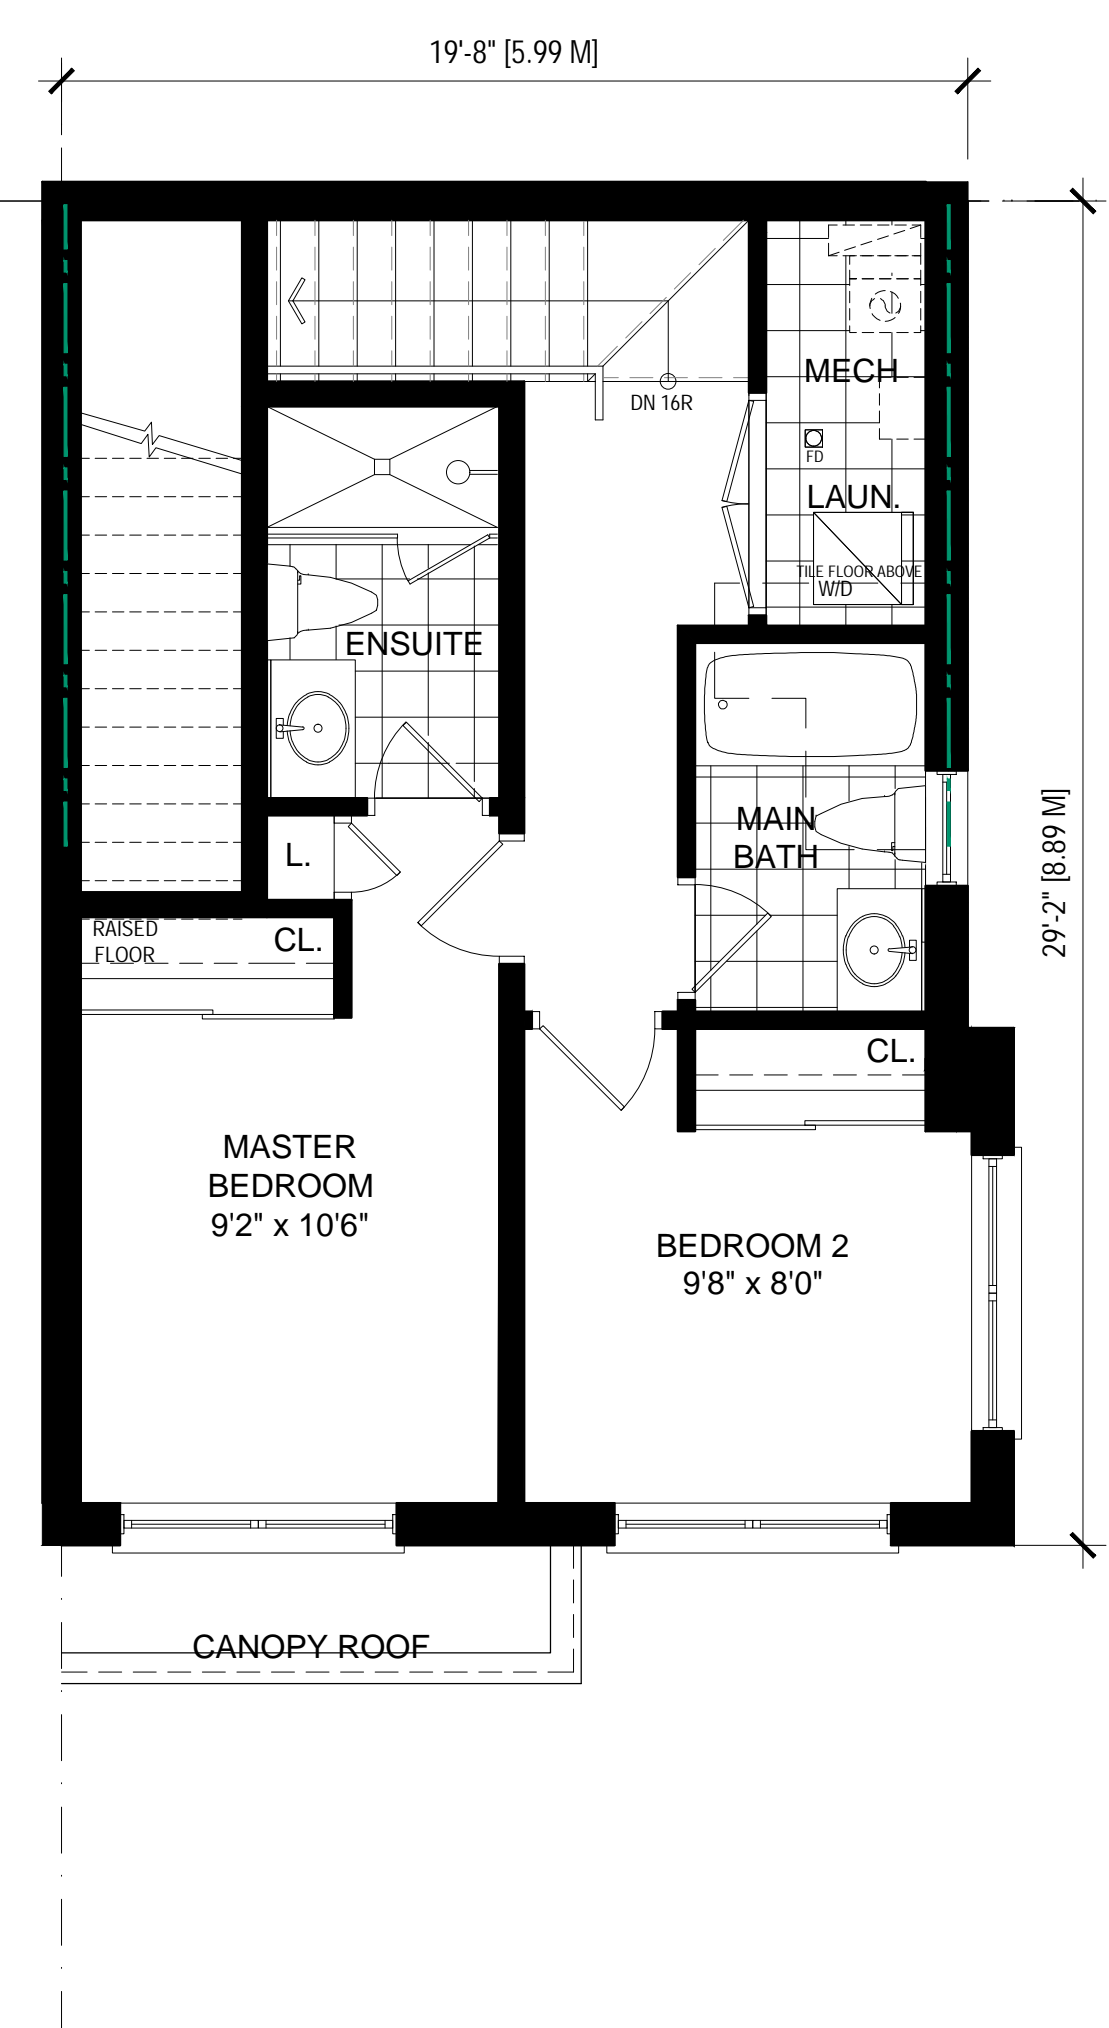 19'-8" [5.99 M]
MECH
DN 16R
FD
LAUN.
TILE FLOOR ABOVE
W/D
ENSUITE
MAIN
BATH
29'-2" [8.89 M]
L.
RAISED
FLOOR
CL.
CL.
MASTER
BEDROOM
9'2" x 10'6"
BEDROOM 2
9'8" x 8'0"
CANOPY ROOF